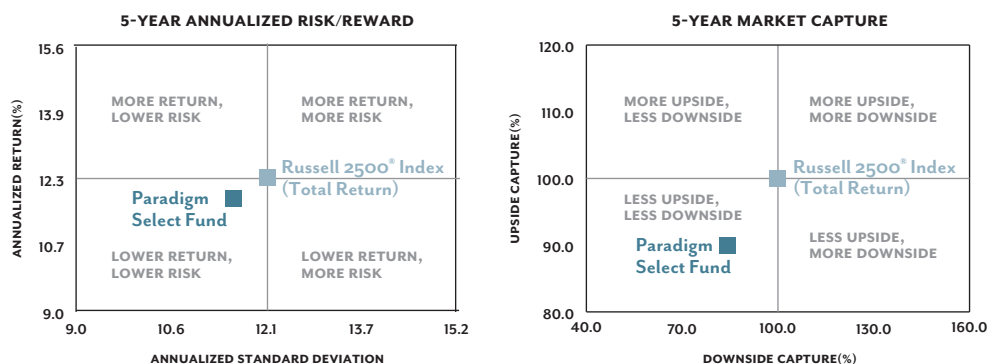 5-YEAR ANNUALIZED RISK/REWARD
ANNUALIZED RETURN(%)
15.6
13.9
12.3
10.7
9.0
MORE RETURN,
LOWER RISK
MORE RETURN,
MORE RISK
Russell 2500® Index
(Total Return)
Paradigm
Select Fund
LOWER RETURN,
LOWER RISK
LOWER RETURN,
MORE RISK
9.0
10.6
12.1
13.7
15.2
ANNUALIZED STANDARD DEVIATION
5-YEAR MARKET CAPTURE
UPSIDE CAPTURE(%)
120.0
110.0
100.0
90.0
80.0
MORE UPSIDE,
LESS DOWNSIDE
MORE UPSIDE,
MORE DOWNSIDE
Russell 2500® Index
(Total Return)
LESS UPSIDE,
LESS DOWNSIDE
Paradigm
Select Fund
LESS UPSIDE,
MORE DOWNSIDE
40.0
70.0
100.0
130.0
160.0
DOWNSIDE CAPTURE(%)